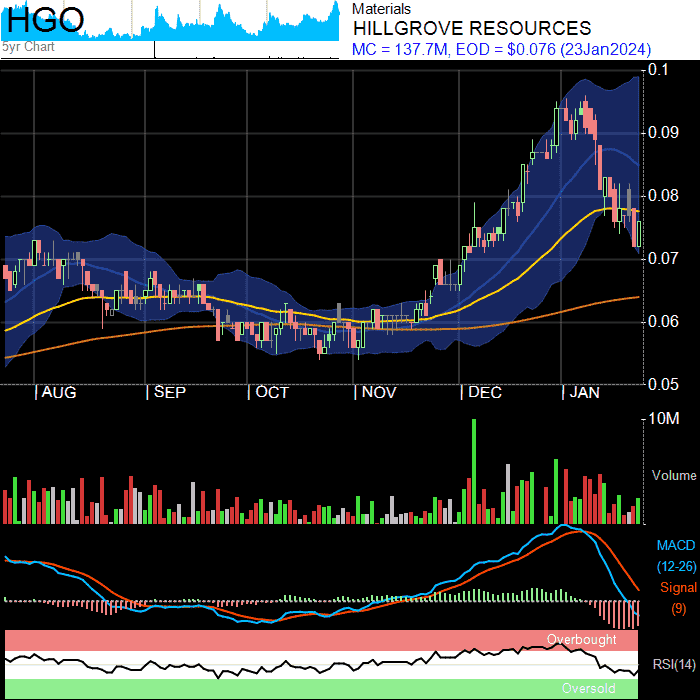 HGO
5yr Chart
Materials
HILLGROVE RESOURCES
MC = 137.7M, EOD = $0.076 (23Jan2024)
0.1
0.09
0.08
0.07
0.06
0.05
AUG SEP OCT NOV DEC JAN
10M
Volume
MACD
(12-26)
Signal
(9)
Overbought
RSI(14)
Oversold